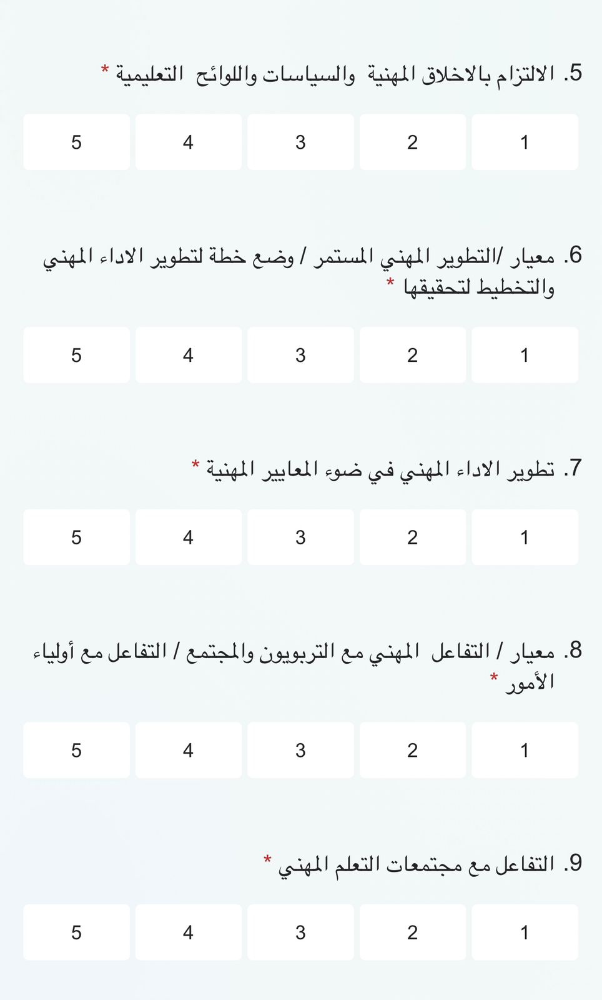 5. الالتزام بالاخلاق المهنية والسياسات واللوائح التعليمية *
1 2 3 4 5
6. معيار /التطوير المهني المستمر / وضع خطة لتطوير الاداء المهني
والتخطيط لتحقيقها *
1 2 3 4 5
7. تطوير الاداء المهني في ضوء المعايير المهنية *
1 2 3 4 5
8. معيار / التفاعل المهني مع التربويون والمجتمع / التفاعل مع أولياء
الأمور *
1 2 3 4 5
9. التفاعل مع مجتمعات التعلم المهني *
1 2 3 4 5